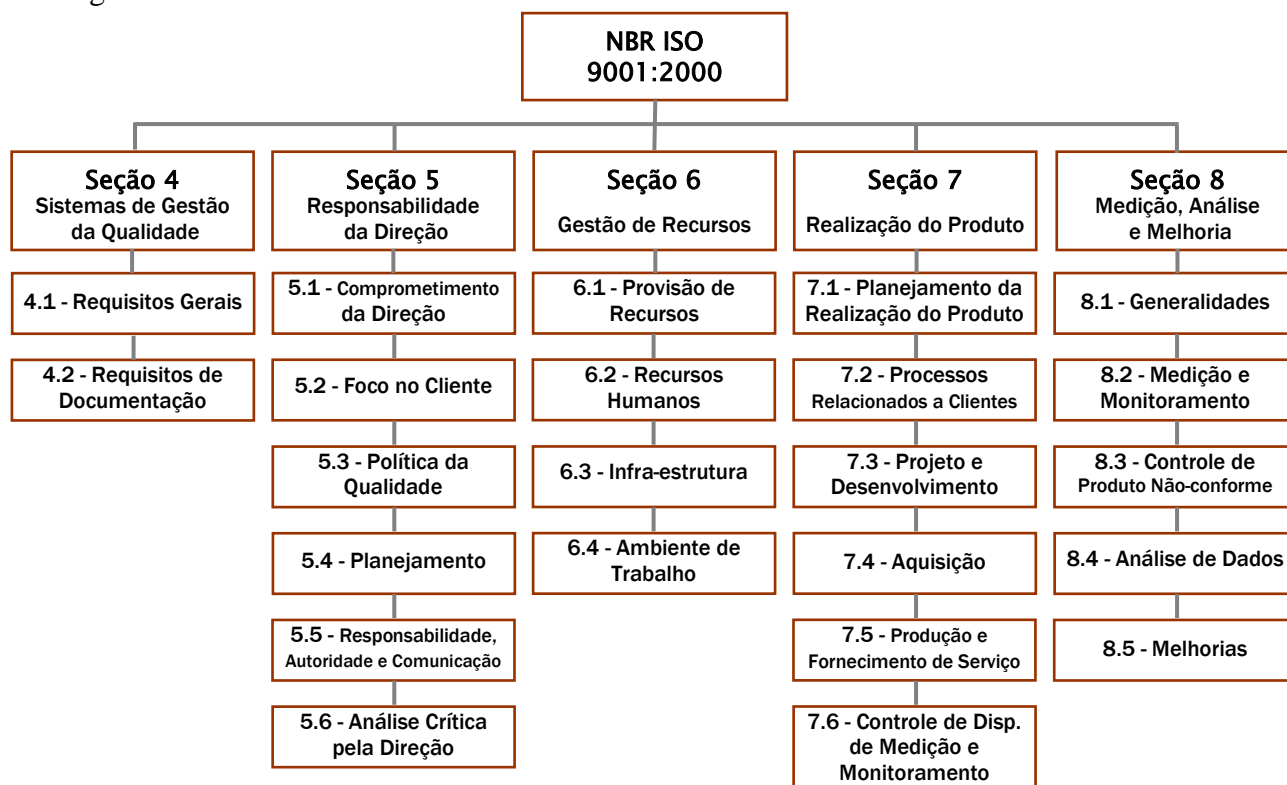 NBR ISO
9001:2000
Seção 4
Sistemas de Gestão
da Qualidade
4.1 - Requisitos Gerais
4.2 - Requisitos de
Documentação
Seção 5
Responsabilidade
da Direção
5.1 - Comprometimento
da Direção
5.2 - Foco no Cliente
5.3 - Política da
Qualidade
5.4 - Planejamento
5.5 - Responsabilidade,
Autoridade e Comunicação
5.6 - Análise Crítica
pela Direção
Seção 6
Gestão de Recursos
6.1 - Provisão de
Recursos
6.2 - Recursos
Humanos
6.3 - Infra-estrutura
6.4 - Ambiente de
Trabalho
Seção 7
Realização do Produto
7.1 - Planejamento da
Realização do Produto
7.2 - Processos
Relacionados a Clientes
7.3 - Projeto e
Desenvolvimento
7.4 - Aquisição
7.5 - Produção e
Fornecimento de Serviço
7.6 - Controle de Disp.
de Medição e
Monitoramento
Seção 8
Medição, Análise
e Melhoria
8.1 - Generalidades
8.2 - Medição e
Monitoramento
8.3 - Controle de
Produto Não-conforme
8.4 - Análise de Dados
8.5 - Melhorias